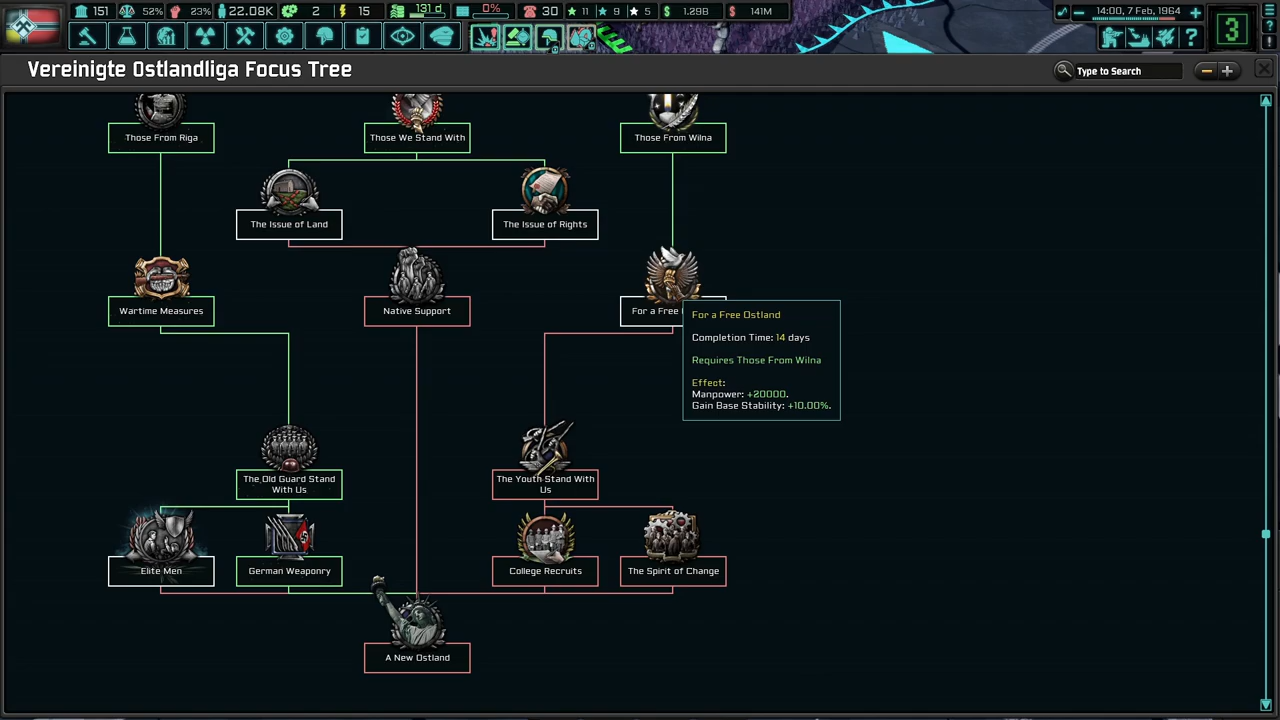 151 52% 23% 22.08K 2 15 131 d 0% 30 11 9 5 1.29B 141M 14:00, 7 Feb, 1964
3
Vereinigte Ostlandliga Focus Tree
Type to Search
Those From Riga
Those We Stand With
Those From Wilna
The Issue of Land
The Issue of Rights
Wartime Measures
Native Support
For a Free
For a Free Ostland
Completion Time: 14 days
Requires Those From Wilna
Effect:
Manpower: +20000.
Gain Base Stability: +10.00%.
The Old Guard Stand
With Us
The Youth Stand With
Us
Elite Men
German Weaponry
College Recruits
The Spirit of Change
A New Ostland